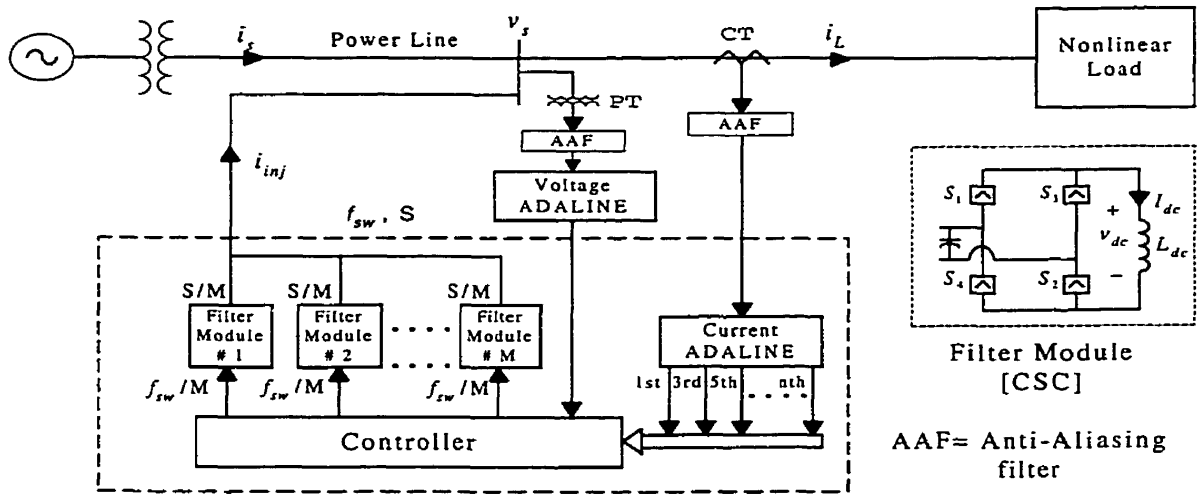 v_s
CT
i_s
Power Line
i_L
Nonlinear
Load
PT
AAF
AAF
i_inj
Voltage
ADALINE
f_sw, S
S_1
S_3
I_dc
+
v_dc
L_dc
−
S_4
S_2
S/M
S/M
S/M
Filter
Module
# 1
Filter
Module
# 2
Filter
Module
# M
Current
ADALINE
Filter Module
[CSC]
1st 3rd 5th nth
f_sw/M
f_sw/M
f_sw/M
Controller
AAF= Anti-Aliasing
filter